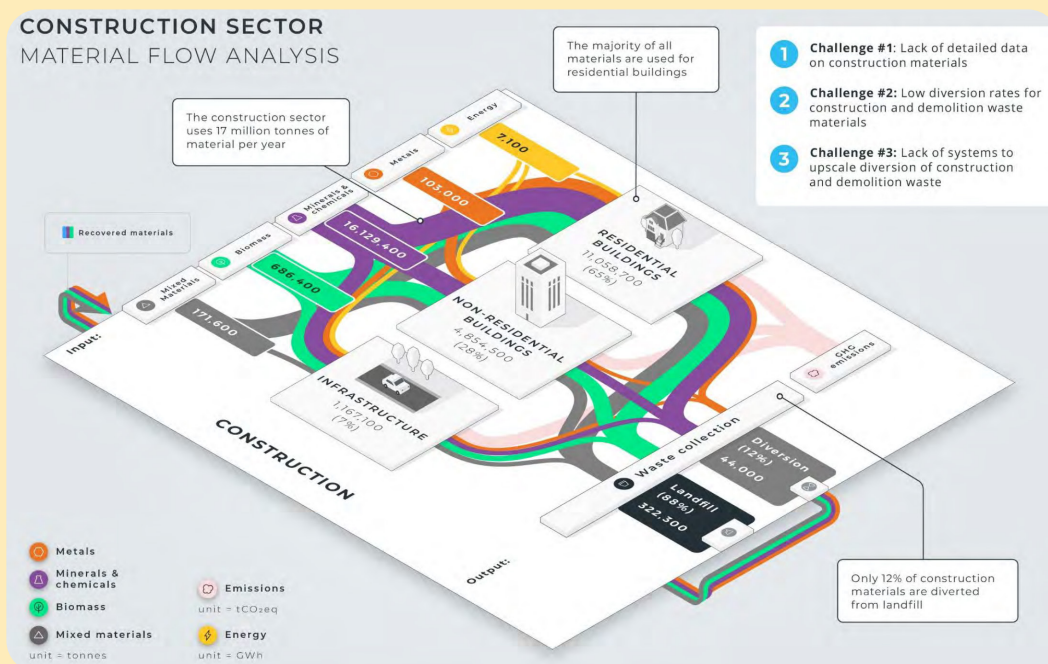 CONSTRUCTION SECTOR
MATERIAL FLOW ANALYSIS
The majority of all
materials are used for
residential buildings
1
Challenge #1: Lack of detailed data
on construction materials
2
Challenge #2: Low diversion rates for
construction and demolition waste
materials
3
Challenge #3: Lack of systems to
upscale diversion of construction
and demolition waste
The construction sector
uses 17 million tonnes of
material per year
Energy
7,100
Metals
103,000
Minerals &
chemicals
16,129,400
Biomass
686,400
Mixed
Materials
171,600
Recovered materials
Input:
RESIDENTIAL
BUILDINGS
11,058,700
(65%)
NON-RESIDENTIAL
BUILDINGS
4,854,500
(28%)
INFRASTRUCTURE
1,167,100
(7%)
CONSTRUCTION
GHG
emissions
Waste collection
Diversion
(12%)
44,000
Landfill
(88%)
322,300
Output:
Only 12% of construction
materials are diverted
from landfill
Metals
Minerals &
chemicals
Biomass
Mixed materials
unit = tonnes
Emissions
unit = tCO₂eq
Energy
unit = GWh